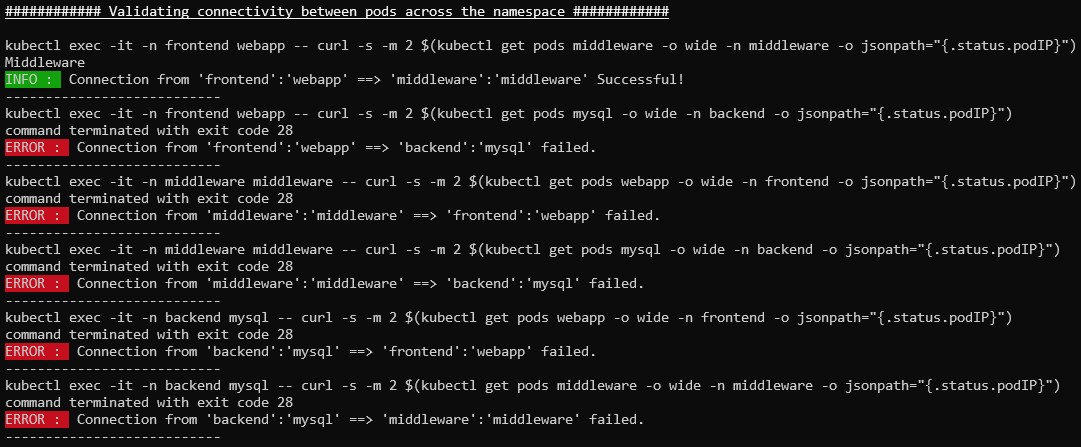 ############ Validating connectivity between pods across the namespace ############
kubectl exec -it -n frontend webapp -- curl -s -m 2 $(kubectl get pods middleware -o wide -n middleware -o jsonpath="{.status.podIP}")
Middleware
INFO : Connection from 'frontend':'webapp' ==> 'middleware':'middleware' Successful!
---------------------------
kubectl exec -it -n frontend webapp -- curl -s -m 2 $(kubectl get pods mysql -o wide -n backend -o jsonpath="{.status.podIP}")
command terminated with exit code 28
ERROR : Connection from 'frontend':'webapp' ==> 'backend':'mysql' failed.
---------------------------
kubectl exec -it -n middleware middleware -- curl -s -m 2 $(kubectl get pods webapp -o wide -n frontend -o jsonpath="{.status.podIP}")
command terminated with exit code 28
ERROR : Connection from 'middleware':'middleware' ==> 'frontend':'webapp' failed.
---------------------------
kubectl exec -it -n middleware middleware -- curl -s -m 2 $(kubectl get pods mysql -o wide -n backend -o jsonpath="{.status.podIP}")
command terminated with exit code 28
ERROR : Connection from 'middleware':'middleware' ==> 'backend':'mysql' failed.
---------------------------
kubectl exec -it -n backend mysql -- curl -s -m 2 $(kubectl get pods webapp -o wide -n frontend -o jsonpath="{.status.podIP}")
command terminated with exit code 28
ERROR : Connection from 'backend':'mysql' ==> 'frontend':'webapp' failed.
---------------------------
kubectl exec -it -n backend mysql -- curl -s -m 2 $(kubectl get pods middleware -o wide -n middleware -o jsonpath="{.status.podIP}")
command terminated with exit code 28
ERROR : Connection from 'backend':'mysql' ==> 'middleware':'middleware' failed.
---------------------------